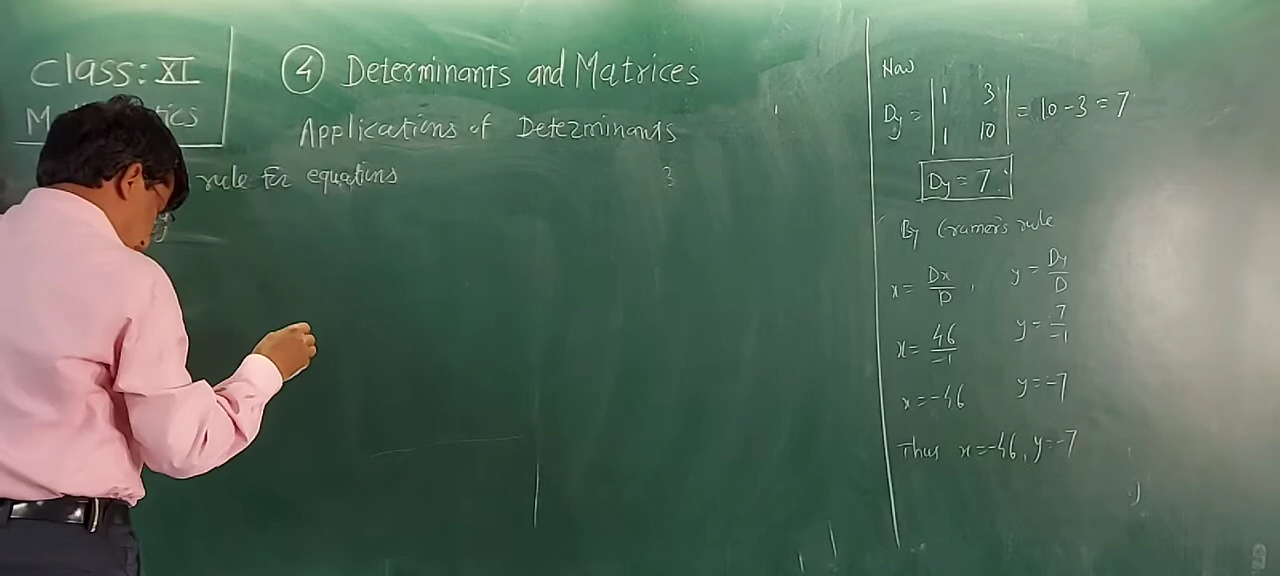 Class: XI
④ Determinants and Matrices
Applications of Determinants
rule for equations
3
Now
Dy = | 1 3 | = 10 - 3 = 7
| 1 10 |
Dy = 7
By Cramer's rule
x = Dx/D , y = Dy/D
x = 46/-1 y = 7/-1
x = -46 y = -7
Thus x = -46, y = -7